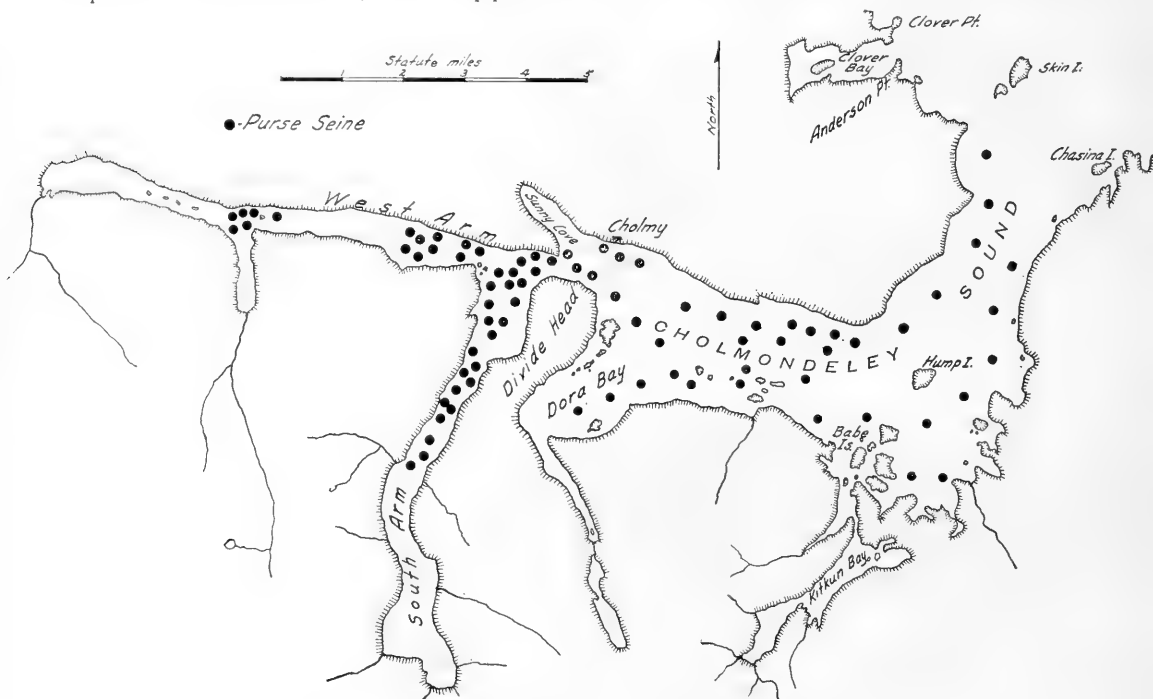 Clover Pt.
Statute miles
1 2 3 4 5
Clover
Bay
Skin I.
North
Anderson Pt.
●-Purse Seine
Chasina I.
West Arm
Sunny Cove
Cholmy
SOUND
CHOLMONDELEY
Divide Head
Dora Bay
Hump I.
Babe
Is.
South Arm
Kitkun Bay